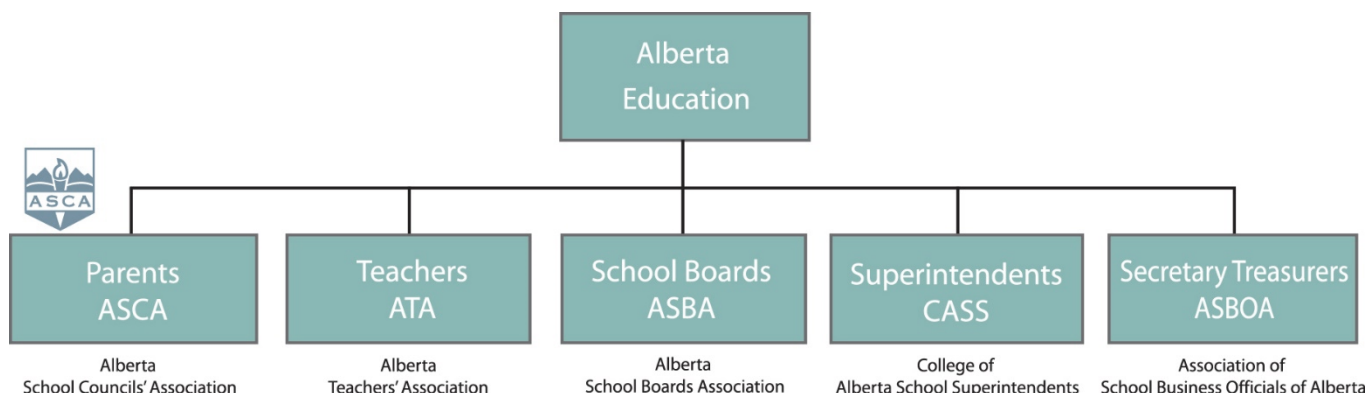 Alberta
Education
ASCA
Parents
ASCA
Teachers
ATA
School Boards
ASBA
Superintendents
CASS
Secretary Treasurers
ASBOA
Alberta
School Councils' Association
Alberta
Teachers' Association
Alberta
School Boards Association
College of
Alberta School Superintendents
Association of
School Business Officials of Alberta